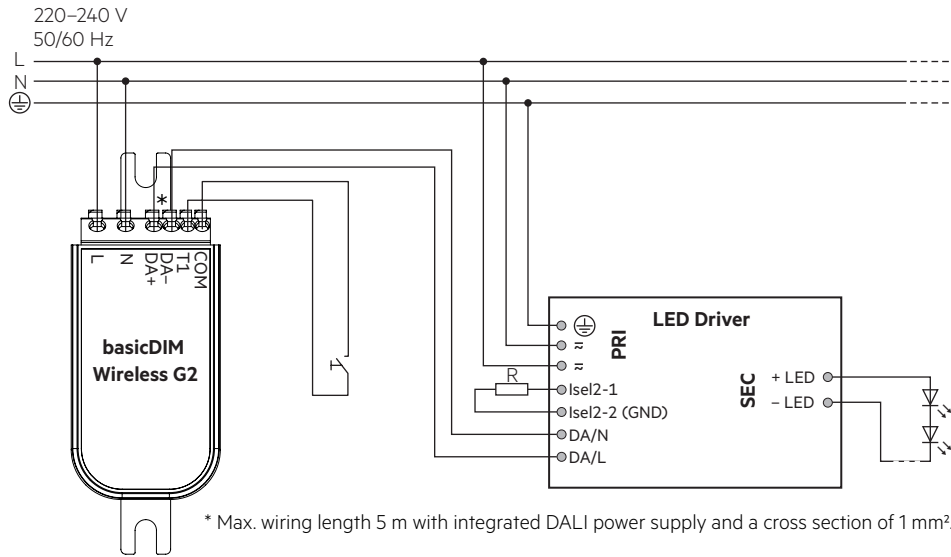 220–240 V
50/60 Hz
L
N
*
L
N
DA+
DA–
T1
COM
basicDIM
Wireless G2
LED Driver
PRI
SEC
R
Isel2-1
Isel2-2 (GND)
DA/N
DA/L
+ LED
– LED
* Max. wiring length 5 m with integrated DALI power supply and a cross section of 1 mm²